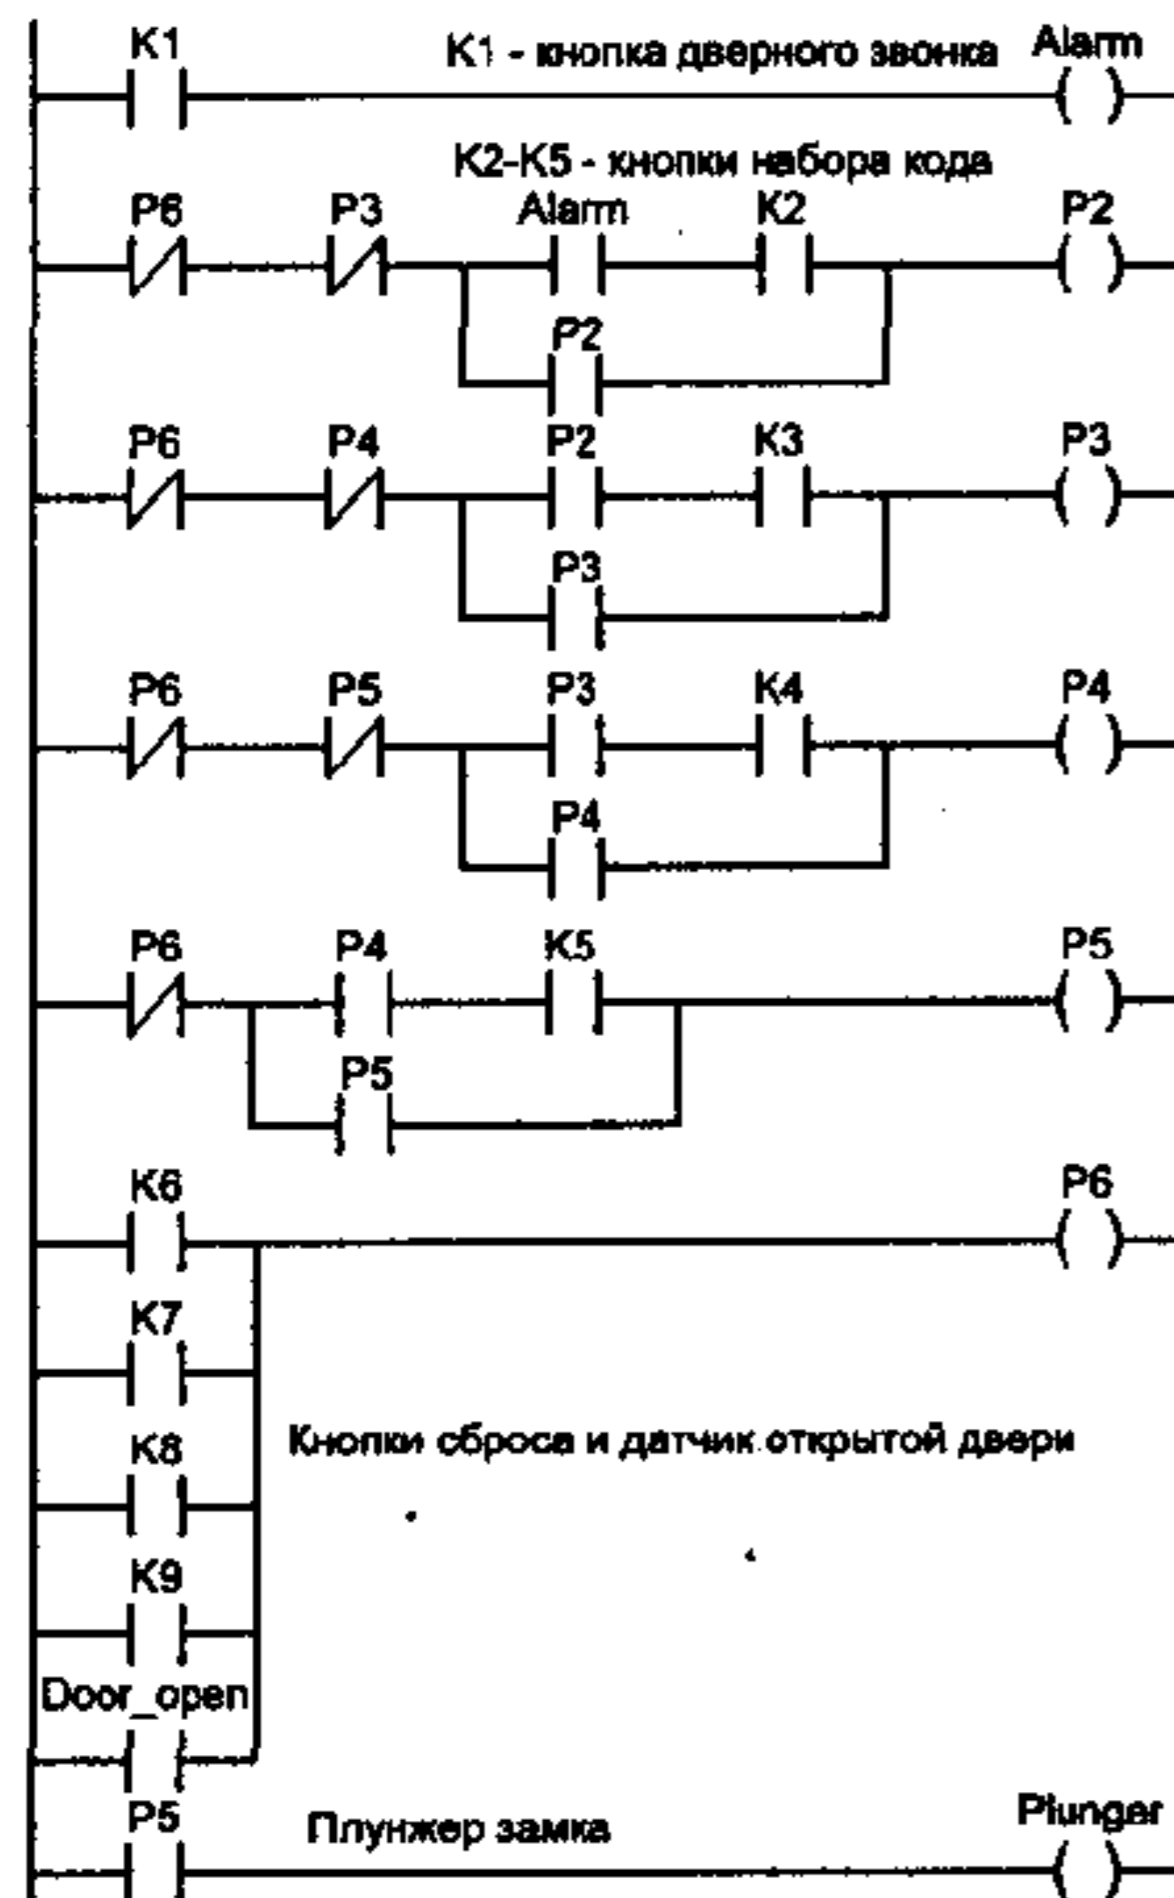 K1 K1 - кнопка дверного звонка Alarm
K2-K5 - кнопки набора кода
P6 P3 Alarm K2 P2
P2
P6 P4 P2 K3 P3
P3
P6 P5 P3 K4 P4
P4
P6 P4 K5 P5
P5
K6 P6
K7
Кнопки сброса и датчик открытой двери
K8
K9
Door_open
P5 Плунжер замка Plunger